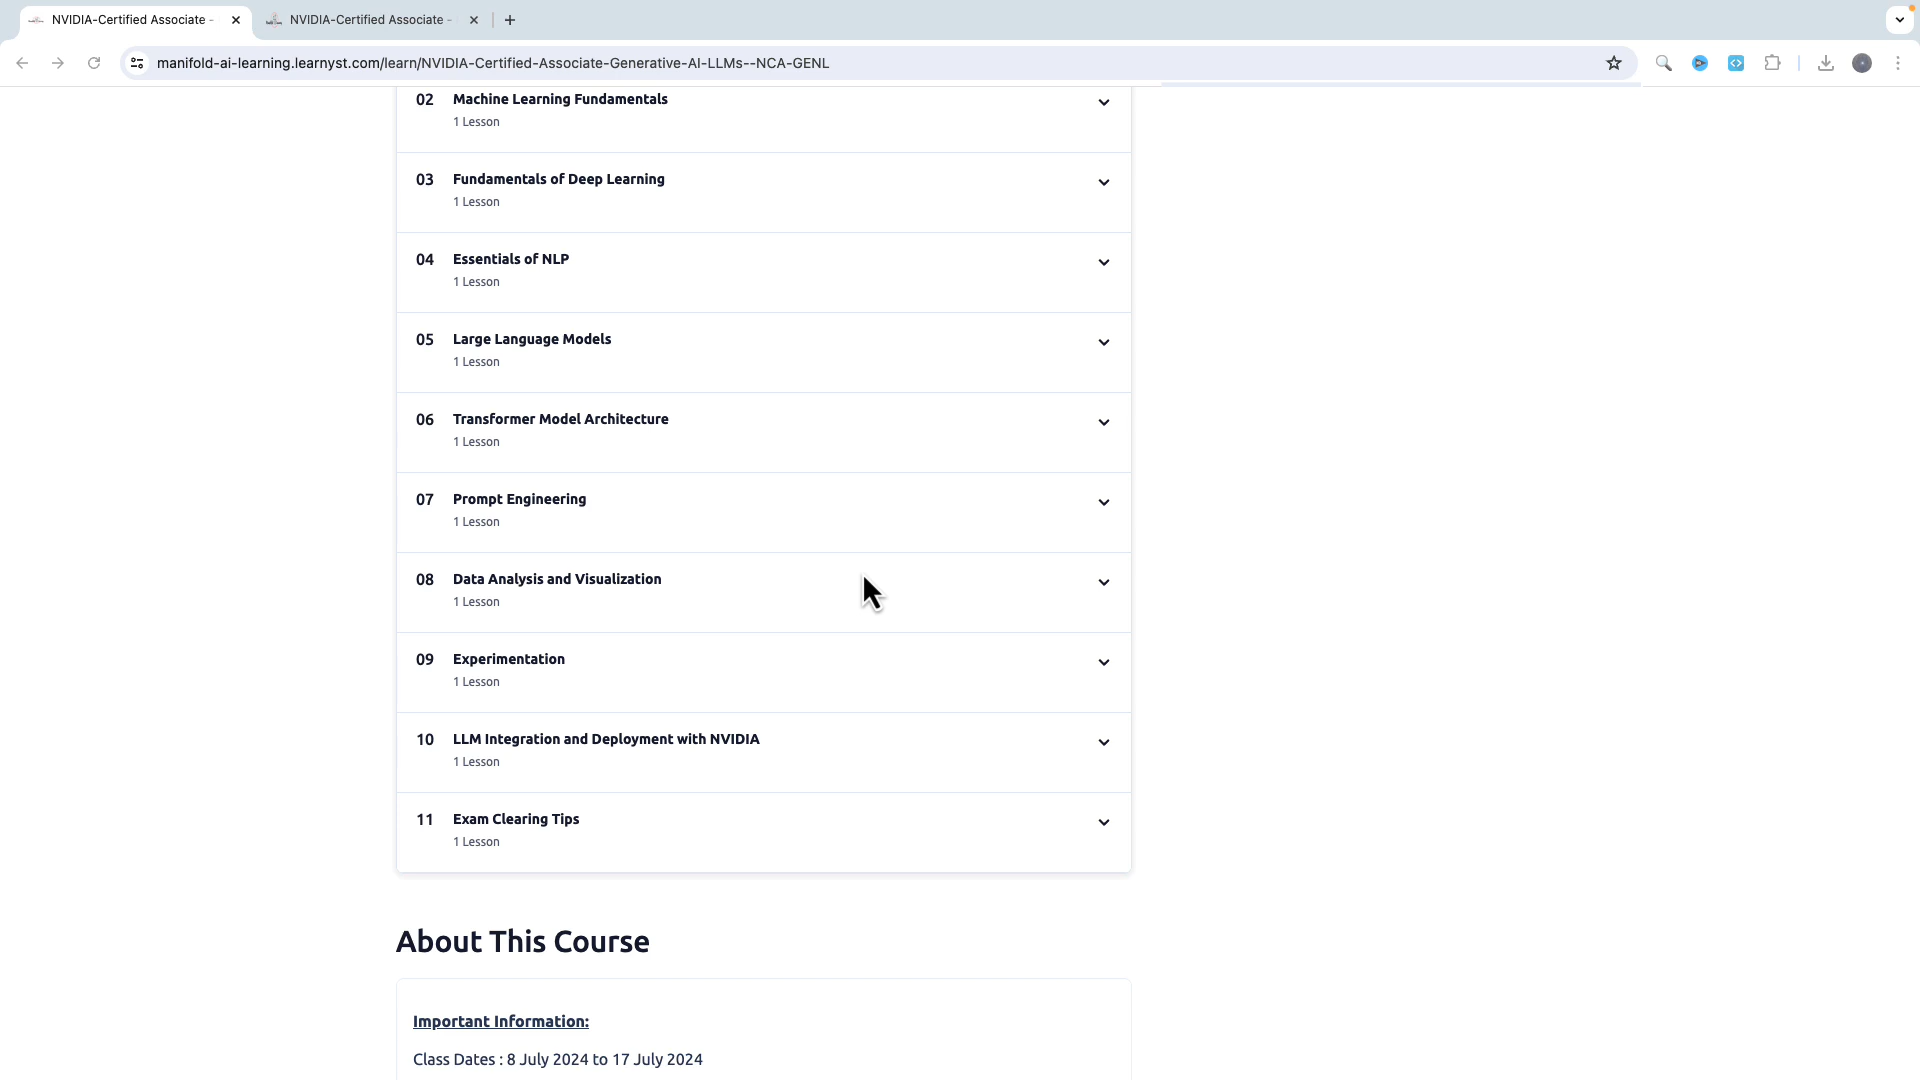 NVIDIA-Certified Associate -
NVIDIA-Certified Associate -
manifold-ai-learning.learnyst.com/learn/NVIDIA-Certified-Associate-Generative-AI-LLMs--NCA-GENL
02 Machine Learning Fundamentals
1 Lesson
03 Fundamentals of Deep Learning
1 Lesson
04 Essentials of NLP
1 Lesson
05 Large Language Models
1 Lesson
06 Transformer Model Architecture
1 Lesson
07 Prompt Engineering
1 Lesson
08 Data Analysis and Visualization
1 Lesson
09 Experimentation
1 Lesson
10 LLM Integration and Deployment with NVIDIA
1 Lesson
11 Exam Clearing Tips
1 Lesson
About This Course
Important Information:
Class Dates : 8 July 2024 to 17 July 2024